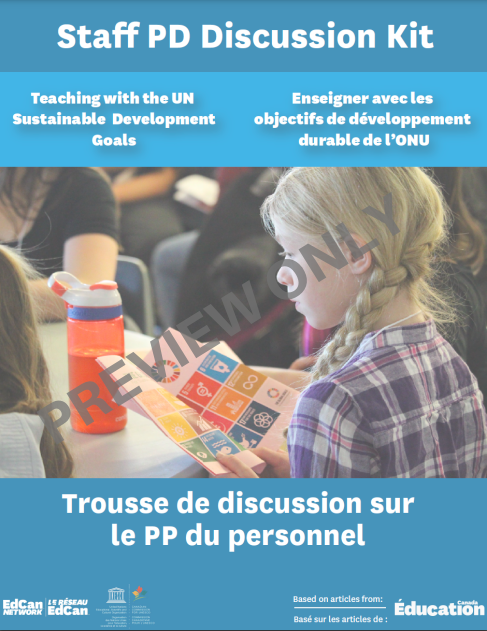 Staff PD Discussion Kit
Teaching with the UN
Sustainable Development
Goals
Enseigner avec les
objectifs de développement
durable de l'ONU
PREVIEW ONLY
Trousse de discussion sur
le PP du personnel
EdCan
NETWORK
LE RÉSEAU
EdCan
Based on articles from:
Basé sur les articles de :
Canada
Éducation